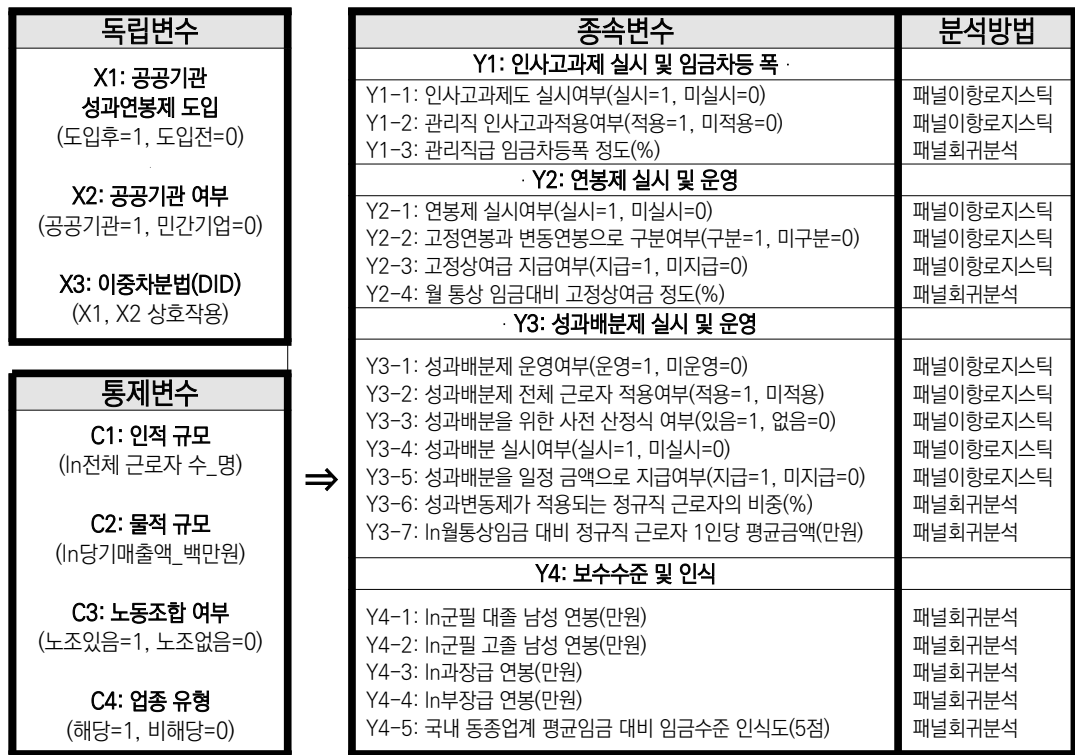 독립변수
X1: 공공기관
성과연봉제 도입
(도입후=1, 도입전=0)
X2: 공공기관 여부
(공공기관=1, 민간기업=0)
X3: 이중차분법(DID)
(X1, X2 상호작용)
통제변수
C1: 인적 규모
(ln전체 근로자 수_명)
C2: 물적 규모
(ln당기매출액_백만원)
C3: 노동조합 여부
(노조있음=1, 노조없음=0)
C4: 업종 유형
(해당=1, 비해당=0)
⇒
종속변수 분석방법
Y1: 인사고과제 실시 및 임금차등 폭
Y1-1: 인사고과제도 실시여부(실시=1, 미실시=0) 패널이항로지스틱
Y1-2: 관리직 인사고과적용여부(적용=1, 미적용=0) 패널이항로지스틱
Y1-3: 관리직급 임금차등폭 정도(%) 패널회귀분석
Y2: 연봉제 실시 및 운영
Y2-1: 연봉제 실시여부(실시=1, 미실시=0) 패널이항로지스틱
Y2-2: 고정연봉과 변동연봉으로 구분여부(구분=1, 미구분=0) 패널이항로지스틱
Y2-3: 고정상여급 지급여부(지급=1, 미지급=0) 패널이항로지스틱
Y2-4: 월 통상 임금대비 고정상여금 정도(%) 패널회귀분석
Y3: 성과배분제 실시 및 운영
Y3-1: 성과배분제 운영여부(운영=1, 미운영=0) 패널이항로지스틱
Y3-2: 성과배분제 전체 근로자 적용여부(적용=1, 미적용) 패널이항로지스틱
Y3-3: 성과배분을 위한 사전 산정식 여부(있음=1, 없음=0) 패널이항로지스틱
Y3-4: 성과배분 실시여부(실시=1, 미실시=0) 패널이항로지스틱
Y3-5: 성과배분을 일정 금액으로 지급여부(지급=1, 미지급=0) 패널이항로지스틱
Y3-6: 성과변동제가 적용되는 정규직 근로자의 비중(%) 패널회귀분석
Y3-7: ln월통상임금 대비 정규직 근로자 1인당 평균금액(만원) 패널회귀분석
Y4: 보수수준 및 인식
Y4-1: ln군필 대졸 남성 연봉(만원) 패널회귀분석
Y4-2: ln군필 고졸 남성 연봉(만원) 패널회귀분석
Y4-3: ln과장급 연봉(만원) 패널회귀분석
Y4-4: ln부장급 연봉(만원) 패널회귀분석
Y4-5: 국내 동종업계 평균임금 대비 임금수준 인식도(5점) 패널회귀분석